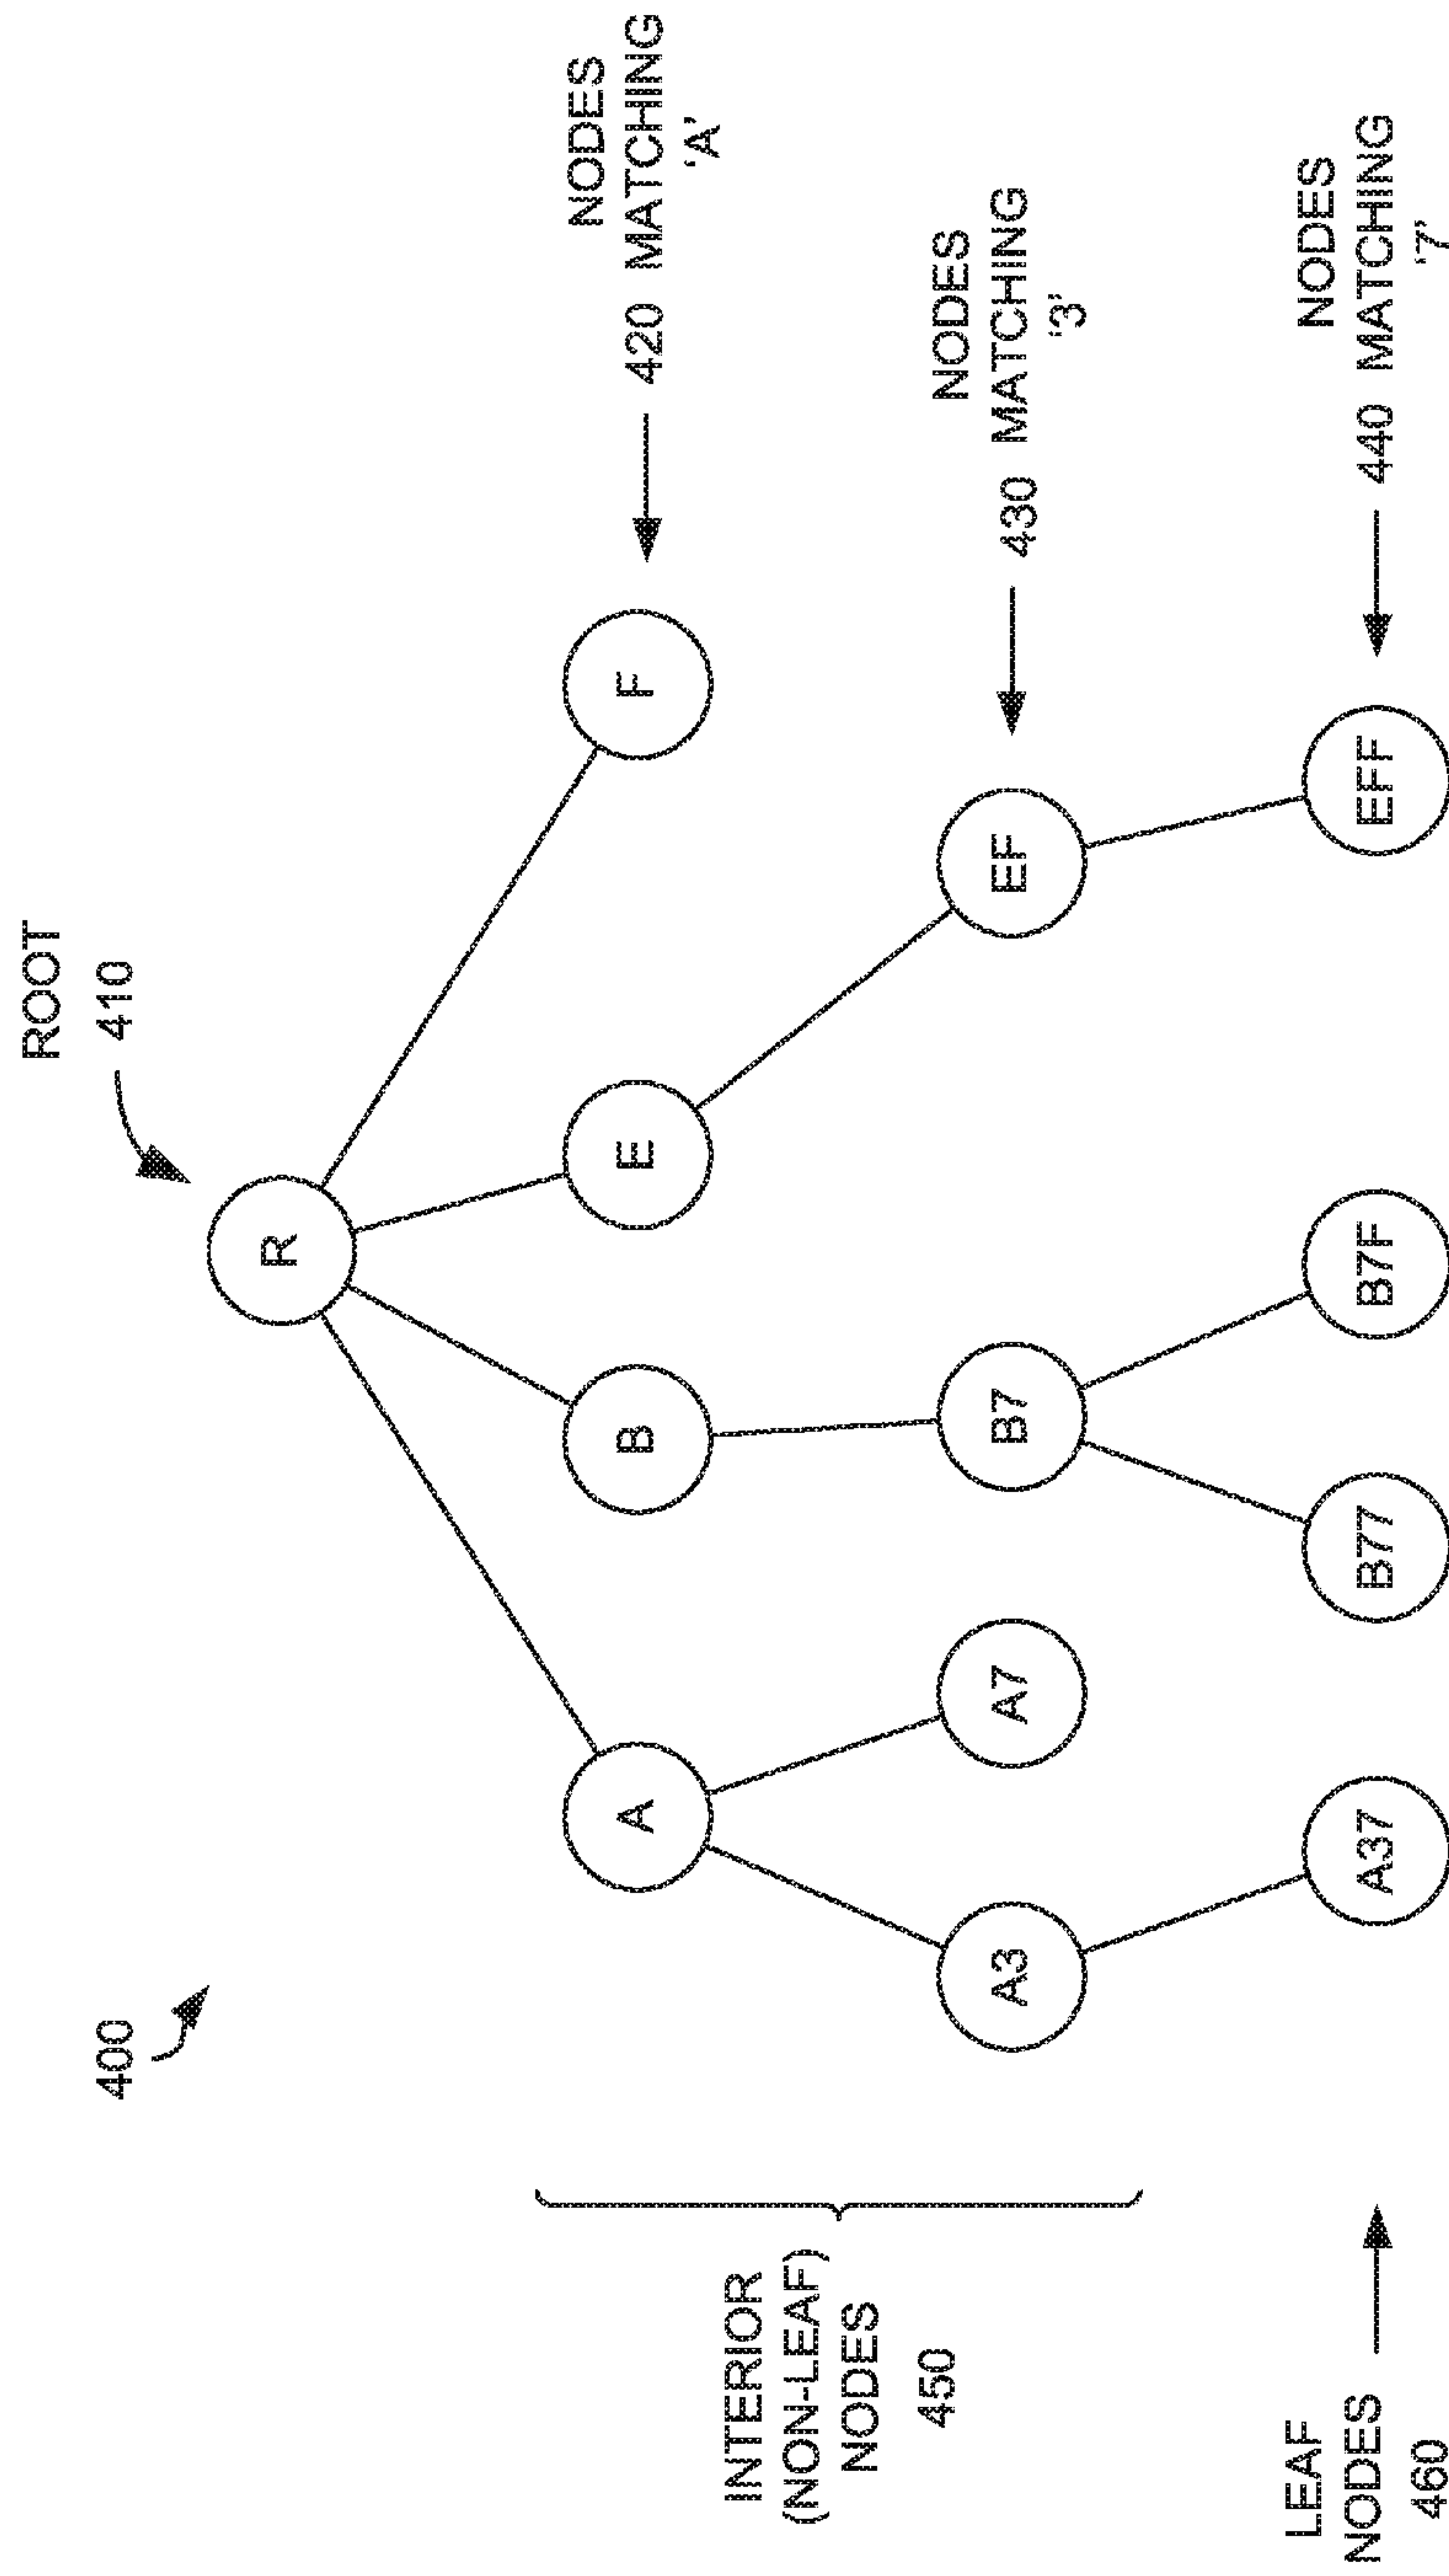 400
ROOT
410
R
A
B
E
F
NODES
420 MATCHING
'A'
INTERIOR
(NON-LEAF)
NODES
450
A3
A7
B7
EF
NODES
430 MATCHING
'3'
LEAF
NODES
460
A37
B77
B7F
EFF
NODES
440 MATCHING
'7'